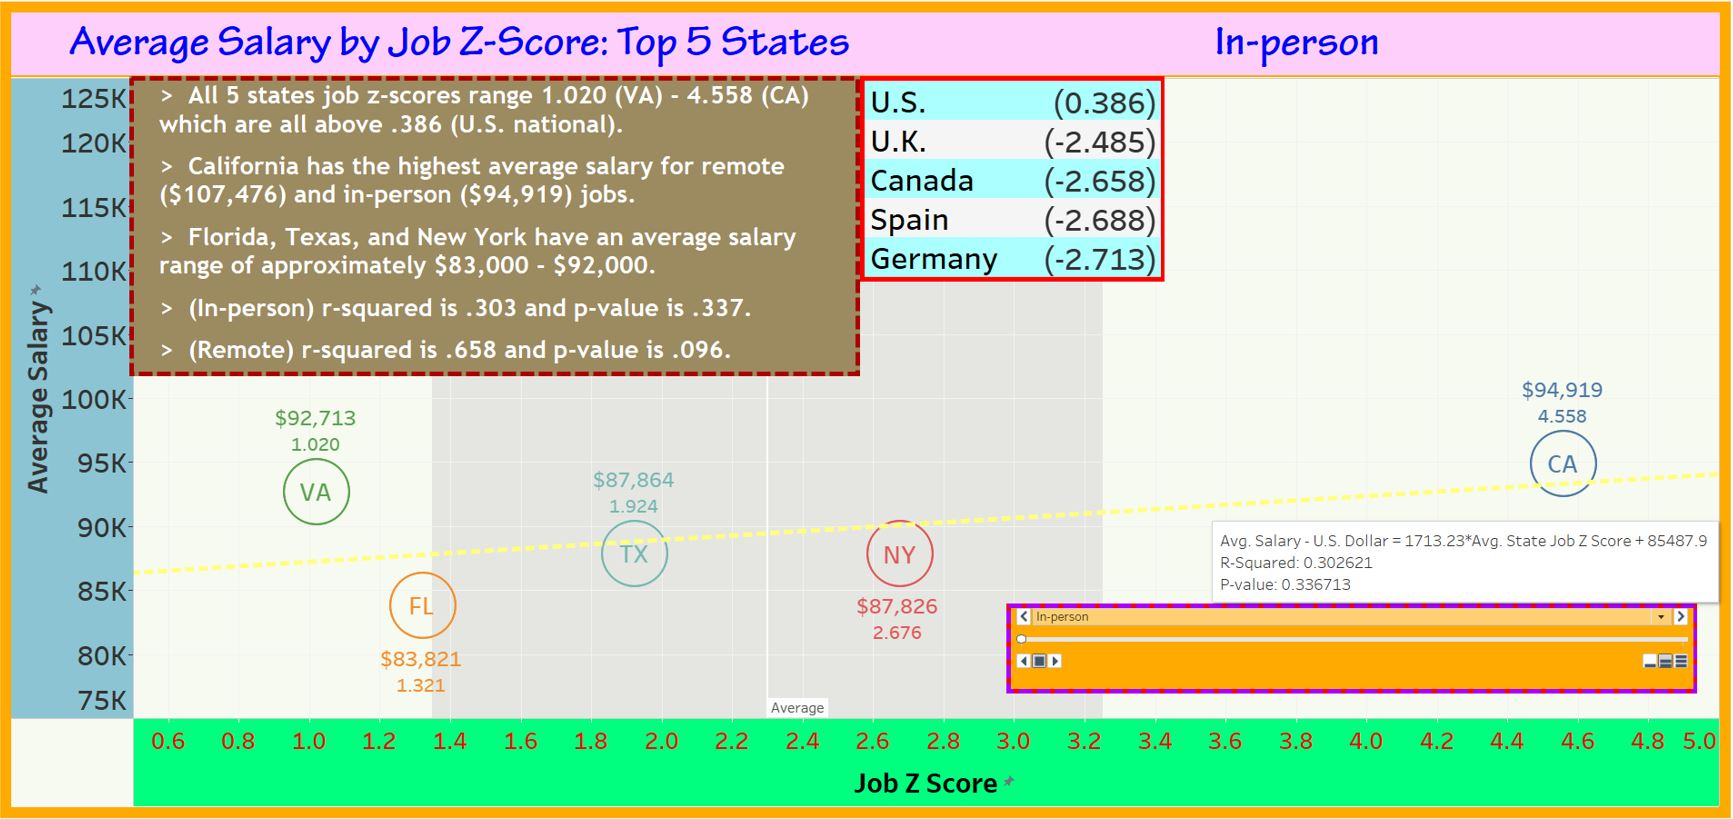 Average Salary by Job Z-Score: Top 5 States
In-person
> All 5 states job z-scores range 1.020 (VA) - 4.558 (CA)
which are all above .386 (U.S. national).
> California has the highest average salary for remote
($107,476) and in-person ($94,919) jobs.
> Florida, Texas, and New York have an average salary
range of approximately $83,000 - $92,000.
> (In-person) r-squared is .303 and p-value is .337.
> (Remote) r-squared is .658 and p-value is .096.
U.S. (0.386)
U.K. (-2.485)
Canada (-2.658)
Spain (-2.688)
Germany (-2.713)
Average Salary
125K
120K
115K
110K
105K
100K
95K
90K
85K
80K
75K
$92,713
1.020
VA
FL
$83,821
1.321
$87,864
1.924
TX
NY
$87,826
2.676
$94,919
4.558
CA
Avg. Salary - U.S. Dollar = 1713.23*Avg. State Job Z Score + 85487.9
R-Squared: 0.302621
P-value: 0.336713
In-person
Average
0.6 0.8 1.0 1.2 1.4 1.6 1.8 2.0 2.2 2.4 2.6 2.8 3.0 3.2 3.4 3.6 3.8 4.0 4.2 4.4 4.6 4.8 5.0
Job Z Score